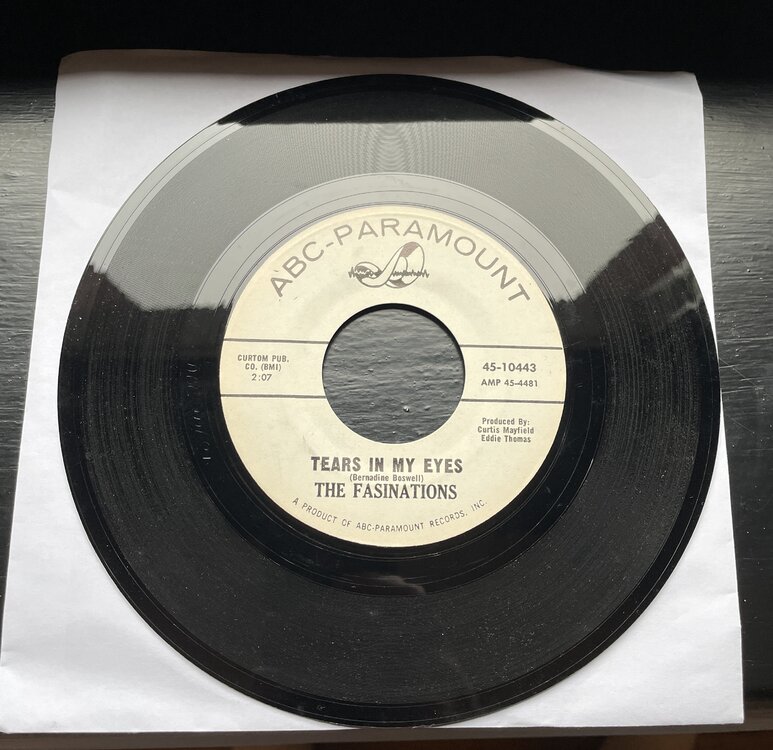 ABC-PARAMOUNT
CURTOM PUB.
CO. (BMI)
2:07
45-10443
AMP 45-4481
Produced By:
Curtis Mayfield
Eddie Thomas
TEARS IN MY EYES
(Bernadine Boswell)
THE FASINATIONS
A PRODUCT OF ABC-PARAMOUNT RECORDS, INC.